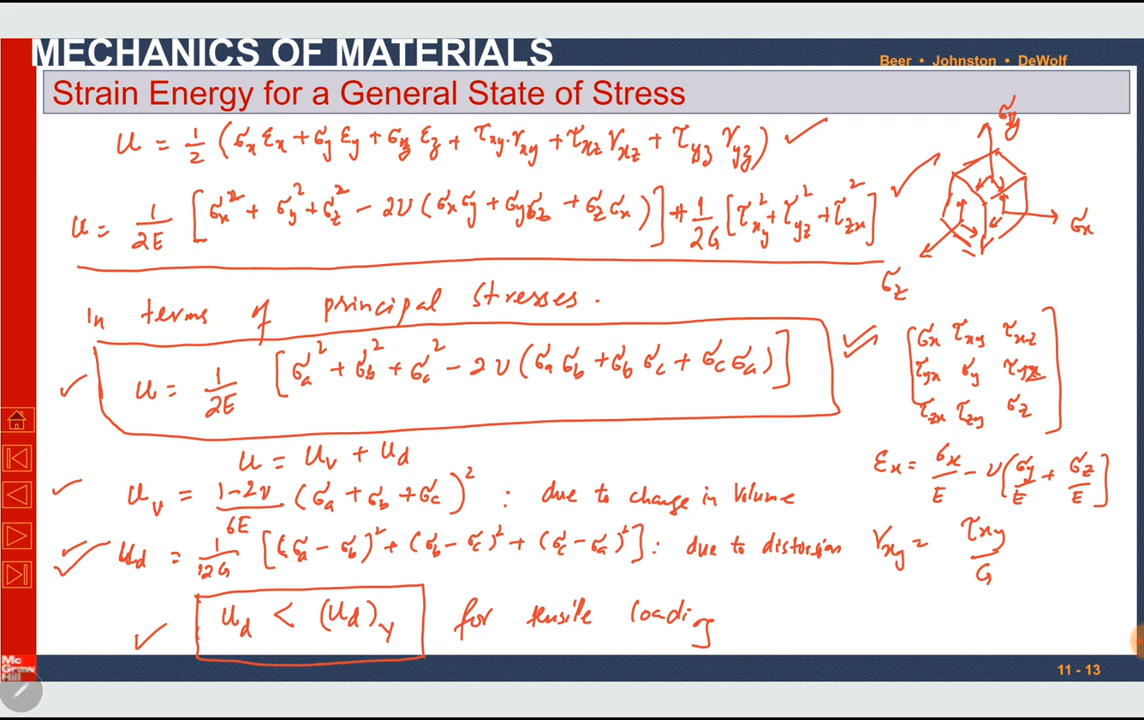 MECHANICS OF MATERIALS
Beer • Johnston • DeWolf
Strain Energy for a General State of Stress
u = 1/2 (σx εx + σy εy + σz εz + τxy·γxy + τxz γxz + τyz γyz) ✓
u = 1/2E [σx² + σy² + σz² - 2ν(σxσy + σyσz + σzσx)] + 1/2G [τxy² + τyz² + τzx²] ✓
σy
σx
σz
In terms of principal stresses.
✓ u = 1/2E [σa² + σb² + σc² - 2ν(σaσb + σbσc + σcσa)] ✓
σx τxy τxz
τyx σy τyz
τzx τzy σz
u = uv + ud
✓ uv = 1-2ν/6E (σa + σb + σc)² : due to change in volume
εx = σx/E - ν(σy/E + σz/E]
✓ ud = 1/12G [(σa - σb)² + (σb - σc)² + (σc - σa)²] : due to distorsion
γxy = τxy/G
✓ ud < (ud)Y for tensile loading
Mc
Graw
Hill
11 - 13